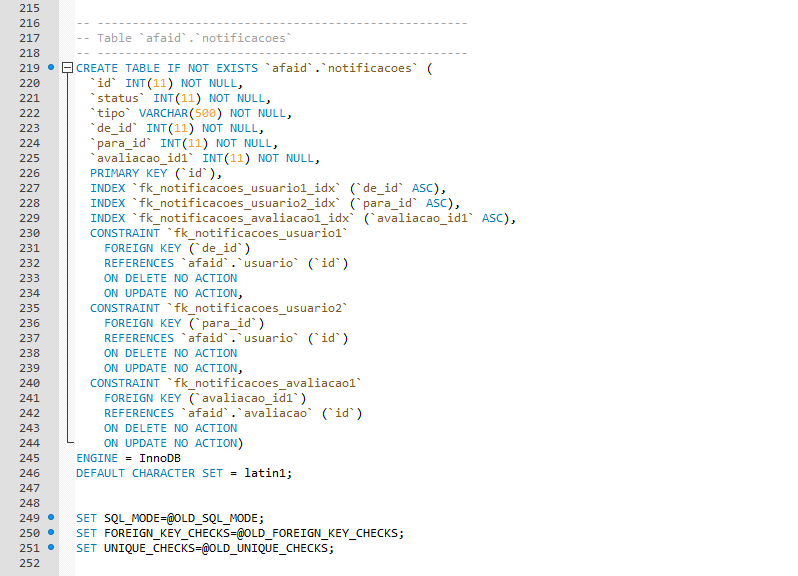 215
216 -- -----------------------------------------------------
217 -- Table `afaid`.`notificacoes`
218 -- -----------------------------------------------------
219 CREATE TABLE IF NOT EXISTS `afaid`.`notificacoes` (
220 `id` INT(11) NOT NULL,
221 `status` INT(11) NOT NULL,
222 `tipo` VARCHAR(500) NOT NULL,
223 `de_id` INT(11) NOT NULL,
224 `para_id` INT(11) NOT NULL,
225 `avaliacao_id1` INT(11) NOT NULL,
226 PRIMARY KEY (`id`),
227 INDEX `fk_notificacoes_usuario1_idx` (`de_id` ASC),
228 INDEX `fk_notificacoes_usuario2_idx` (`para_id` ASC),
229 INDEX `fk_notificacoes_avaliacao1_idx` (`avaliacao_id1` ASC),
230 CONSTRAINT `fk_notificacoes_usuario1`
231 FOREIGN KEY (`de_id`)
232 REFERENCES `afaid`.`usuario` (`id`)
233 ON DELETE NO ACTION
234 ON UPDATE NO ACTION,
235 CONSTRAINT `fk_notificacoes_usuario2`
236 FOREIGN KEY (`para_id`)
237 REFERENCES `afaid`.`usuario` (`id`)
238 ON DELETE NO ACTION
239 ON UPDATE NO ACTION,
240 CONSTRAINT `fk_notificacoes_avaliacao1`
241 FOREIGN KEY (`avaliacao_id1`)
242 REFERENCES `afaid`.`avaliacao` (`id`)
243 ON DELETE NO ACTION
244 ON UPDATE NO ACTION)
245 ENGINE = InnoDB
246 DEFAULT CHARACTER SET = latin1;
247
248
249 SET SQL_MODE=@OLD_SQL_MODE;
250 SET FOREIGN_KEY_CHECKS=@OLD_FOREIGN_KEY_CHECKS;
251 SET UNIQUE_CHECKS=@OLD_UNIQUE_CHECKS;
252